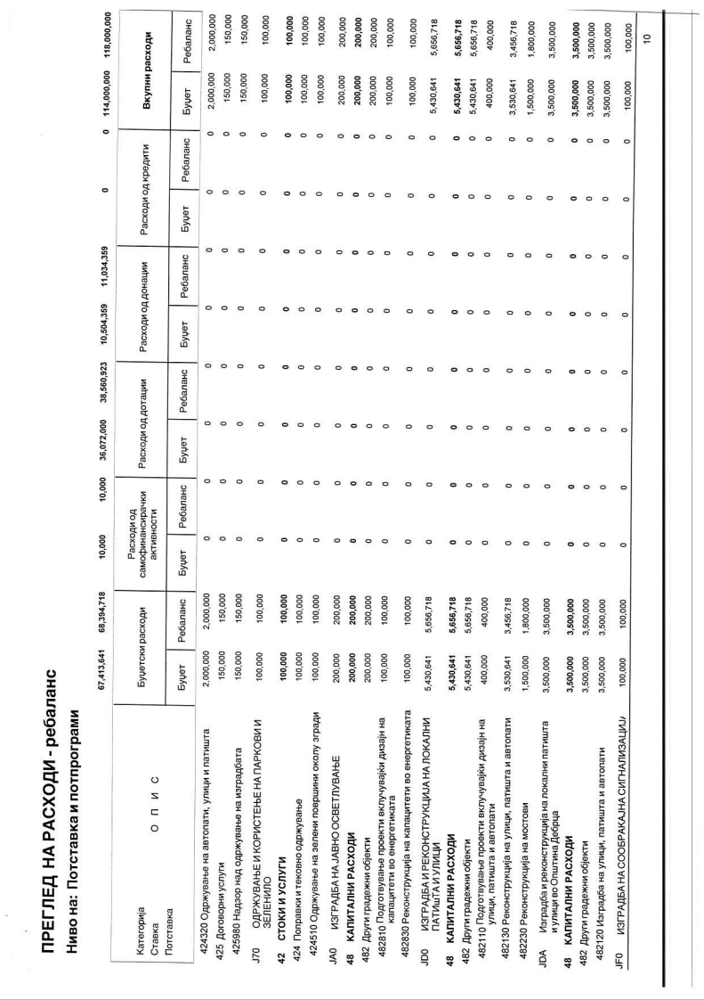 ПРЕГЛЕД НА РАСХОДИ - ребаланс
Ниво на: Потставка и потпрограми
67,413,641 68,394,718 10,000 10,000 36,072,000 38,560,923 10,504,359 11,034,359 0 0 114,000,000 118,000,000
Категорија
Ставка О П И С
Потставка
Буџетски расходи Расходи од самофинансирачки активности Расходи од дотации Расходи од донации Расходи од кредити Вкупни расходи
Буџет Ребаланс Буџет Ребаланс Буџет Ребаланс Буџет Ребаланс Буџет Ребаланс Буџет Ребаланс
424320 Одржување на автопати, улици и патишта 2,000,000 2,000,000 0 0 0 0 0 0 0 0 2,000,000 2,000,000
425 Договорни услуги 150,000 150,000 0 0 0 0 0 0 0 0 150,000 150,000
425980 Надзор над одржување на изградбата 150,000 150,000 0 0 0 0 0 0 0 0 150,000 150,000
Ј70 ОДРЖУВАЊЕ И КОРИСТЕЊЕ НА ПАРКОВИ И 100,000 100,000 0 0 0 0 0 0 0 0 100,000 100,000
ЗЕЛЕНИЛО
42 СТОКИ И УСЛУГИ 100,000 100,000 0 0 0 0 0 0 0 0 100,000 100,000
424 Поправки и тековно одржување 100,000 100,000 0 0 0 0 0 0 0 0 100,000 100,000
424510 Одржување на зелени површини околу згради 100,000 100,000 0 0 0 0 0 0 0 0 100,000 100,000
ЈА0 ИЗГРАДБА НА ЈАВНО ОСВЕТЛУВАЊЕ 200,000 200,000 0 0 0 0 0 0 0 0 200,000 200,000
48 КАПИТАЛНИ РАСХОДИ 200,000 200,000 0 0 0 0 0 0 0 0 200,000 200,000
482 Други градежни објекти 200,000 200,000 0 0 0 0 0 0 0 0 200,000 200,000
482810 Подготвување проекти вклучувајќи дизајн на 100,000 100,000 0 0 0 0 0 0 0 0 100,000 100,000
капацитети во енергетиката
482830 Реконструкција на капацитети во енергетиката 100,000 100,000 0 0 0 0 0 0 0 0 100,000 100,000
ЈD0 ИЗГРАДБА И РЕКОНСТРУКЦИЈА НА ЛОКАЛНИ 5,430,641 5,656,718 0 0 0 0 0 0 0 0 5,430,641 5,656,718
ПАТИШТА И УЛИЦИ
48 КАПИТАЛНИ РАСХОДИ 5,430,641 5,656,718 0 0 0 0 0 0 0 0 5,430,641 5,656,718
482 Други градежни објекти 5,430,641 5,656,718 0 0 0 0 0 0 0 0 5,430,641 5,656,718
482110 Подготвување проекти вклучувајќи дизајн на 400,000 400,000 0 0 0 0 0 0 0 0 400,000 400,000
улици, патишта и автопати
482130 Реконструкција на улици, патишта и автопати 3,530,641 3,456,718 0 0 0 0 0 0 0 0 3,530,641 3,456,718
482230 Реконструкција на мостови 1,500,000 1,800,000 0 0 0 0 0 0 0 0 1,500,000 1,800,000
ЈDA Изградба и реконструкција на локални патишта 3,500,000 3,500,000 0 0 0 0 0 0 0 0 3,500,000 3,500,000
и улици во Општина Дебрца
48 КАПИТАЛНИ РАСХОДИ 3,500,000 3,500,000 0 0 0 0 0 0 0 0 3,500,000 3,500,000
482 Други градежни објекти 3,500,000 3,500,000 0 0 0 0 0 0 0 0 3,500,000 3,500,000
482120 Изградба на улици, патишта и автопати 3,500,000 3,500,000 0 0 0 0 0 0 0 0 3,500,000 3,500,000
ЈF0 ИЗГРАДБА НА СООБРАКАЈНА СИГНАЛИЗАЦИЈА 100,000 100,000 0 0 0 0 0 0 0 0 100,000 100,000
10